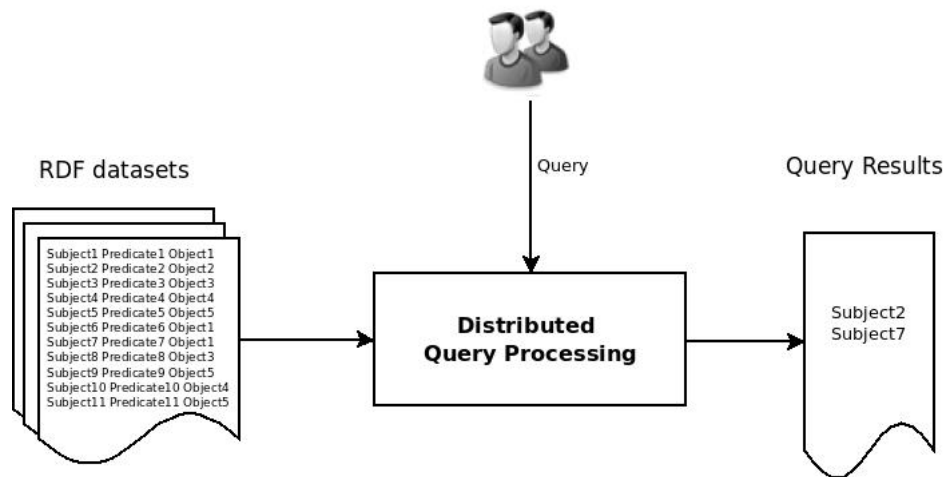 Query
RDF datasets
Query Results
Subject1 Predicate1 Object1
Subject2 Predicate2 Object2
Subject3 Predicate3 Object3
Subject4 Predicate4 Object4
Subject5 Predicate5 Object5
Subject6 Predicate6 Object1
Subject7 Predicate7 Object1
Subject8 Predicate8 Object3
Subject9 Predicate9 Object5
Subject10 Predicate10 Object4
Subject11 Predicate11 Object5
Distributed
Query Processing
Subject2
Subject7